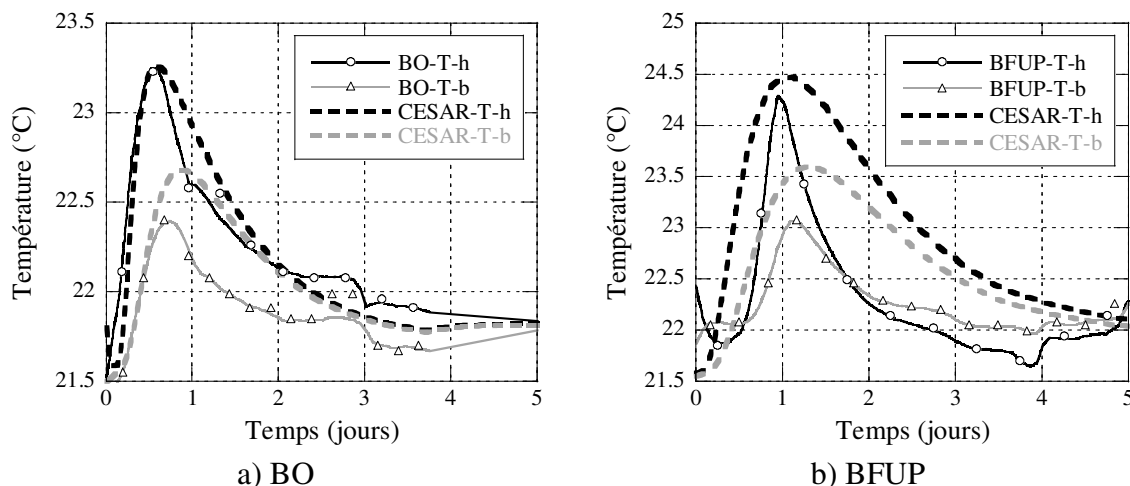 23.5
23
22.5
22
21.5
Température (°C)
BO-T-h
BO-T-b
CESAR-T-h
CESAR-T-b
0 1 2 3 4 5
Temps (jours)
a) BO
25
24.5
24
23.5
23
22.5
22
21.5
Température (°C)
BFUP-T-h
BFUP-T-b
CESAR-T-h
CESAR-T-b
0 1 2 3 4 5
Temps (jours)
b) BFUP